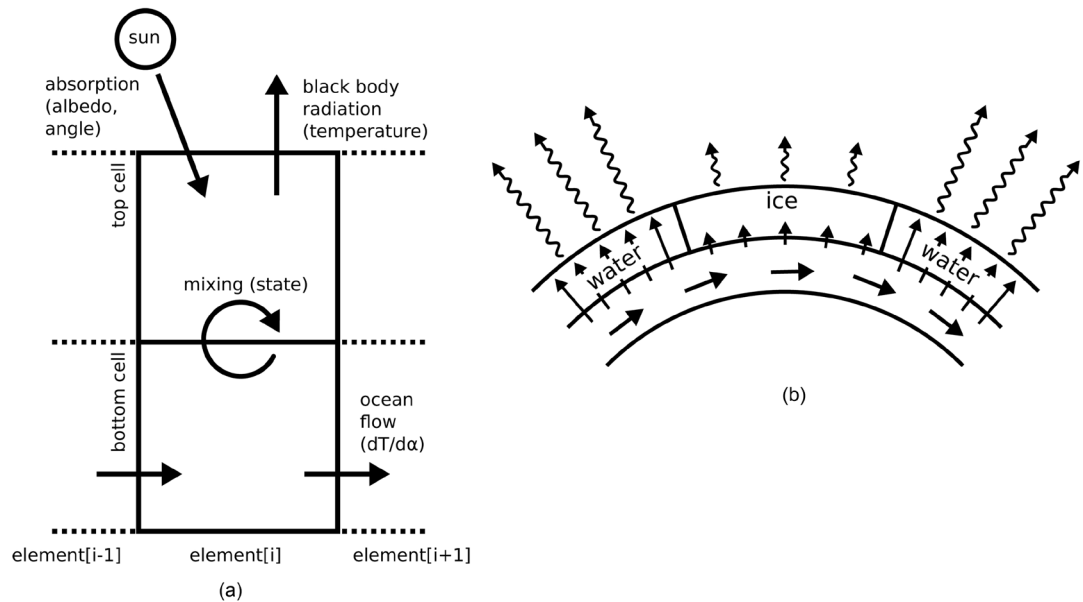 sun
absorption
(albedo,
angle)
black body
radiation
(temperature)
top cell
mixing (state)
bottom cell
ocean
flow
(dT/dα)
element[i-1]
element[i]
element[i+1]
(a)
ice
water
water
(b)